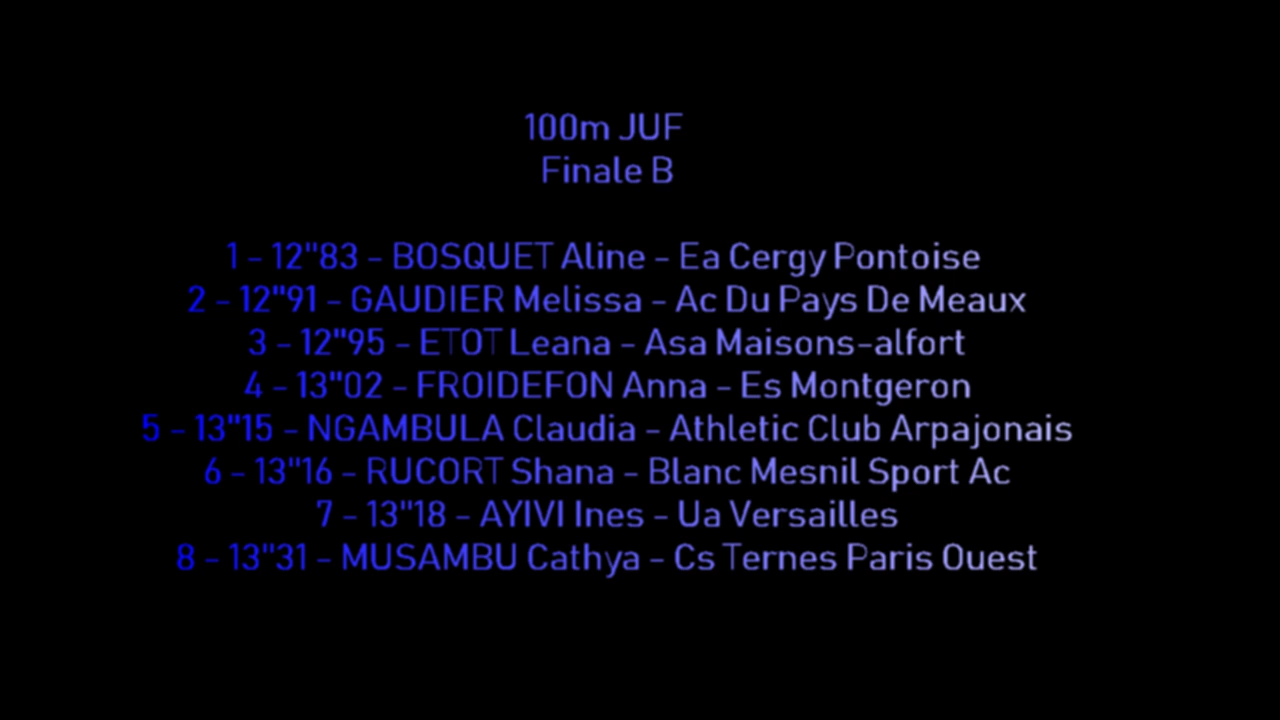 100m JUF
Finale B
1 - 12"83 - BOSQUET Aline - Ea Cergy Pontoise
2 - 12"91 - GAUDIER Melissa - Ac Du Pays De Meaux
3 - 12"95 - ETOT Leana - Asa Maisons-alfort
4 - 13"02 - FROIDEFON Anna - Es Montgeron
5 - 13"15 - NGAMBULA Claudia - Athletic Club Arpajonais
6 - 13"16 - RUCORT Shana - Blanc Mesnil Sport Ac
7 - 13"18 - AYIVI Ines - Ua Versailles
8 - 13"31 - MUSAMBU Cathya - Cs Ternes Paris Ouest